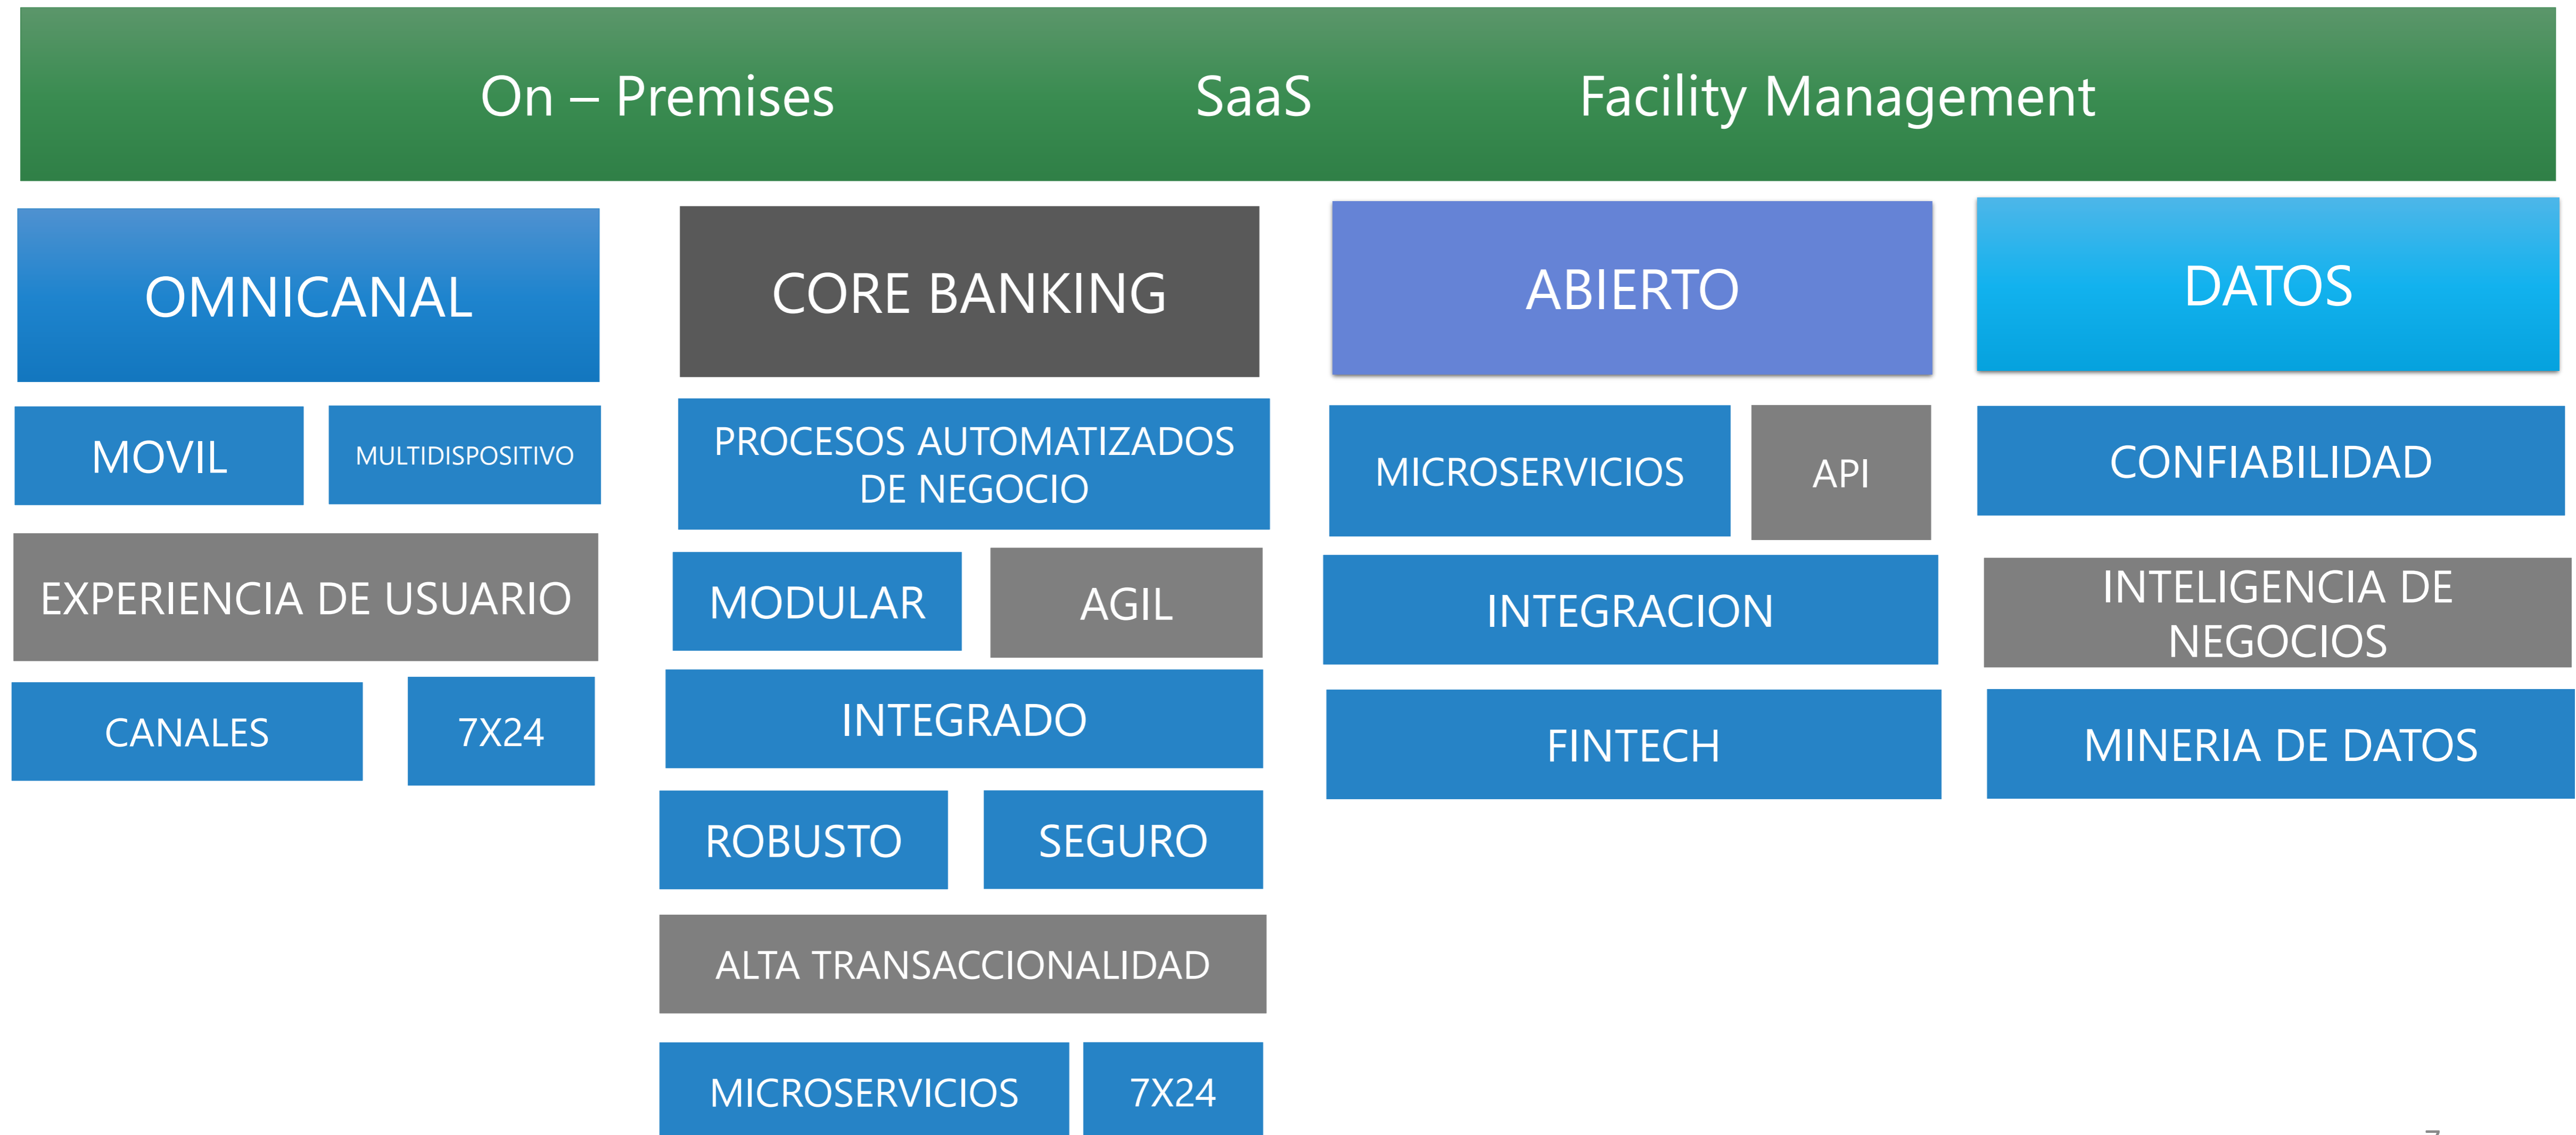 On – Premises SaaS Facility Management
OMNICANAL
MOVIL
MULTIDISPOSITIVO
EXPERIENCIA DE USUARIO
CANALES
7X24
CORE BANKING
PROCESOS AUTOMATIZADOS
DE NEGOCIO
MODULAR
AGIL
INTEGRADO
ROBUSTO
SEGURO
ALTA TRANSACCIONALIDAD
MICROSERVICIOS
7X24
ABIERTO
MICROSERVICIOS
API
INTEGRACION
FINTECH
DATOS
CONFIABILIDAD
INTELIGENCIA DE
NEGOCIOS
MINERIA DE DATOS